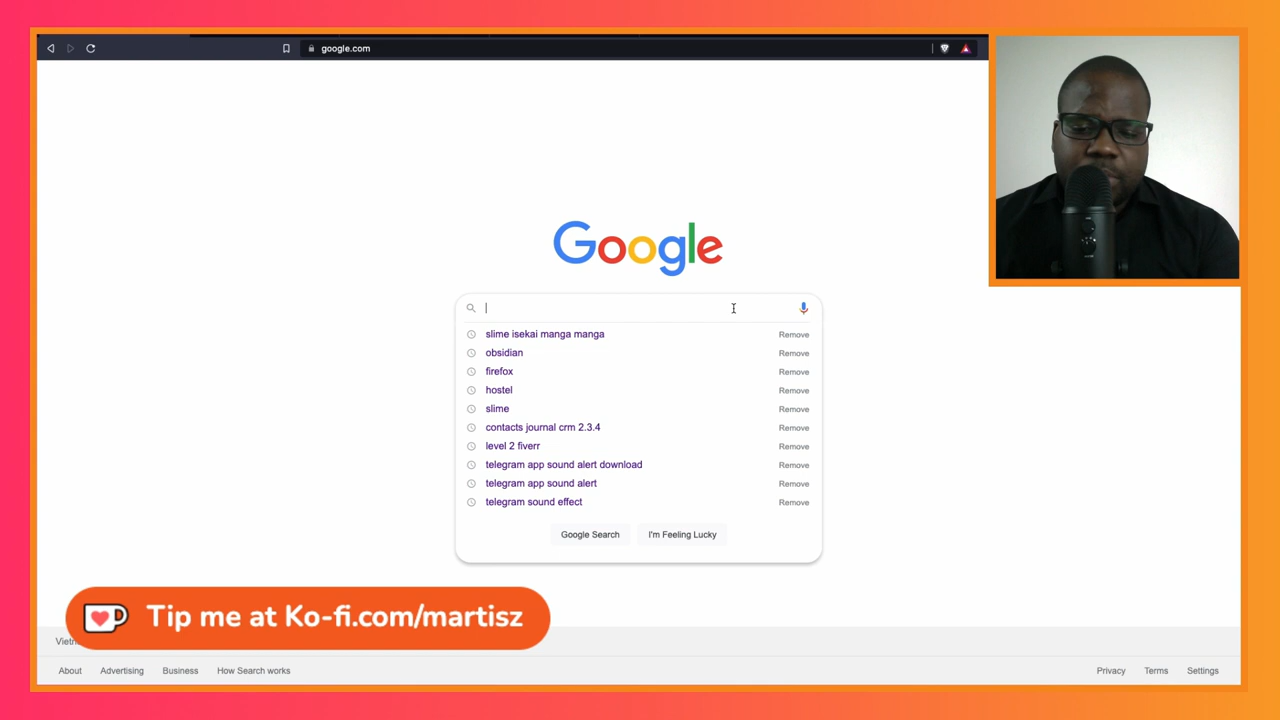 google.com
Google
slime isekai manga manga Remove
obsidian Remove
firefox Remove
hostel Remove
slime Remove
contacts journal crm 2.3.4 Remove
level 2 fiverr Remove
telegram app sound alert download Remove
telegram app sound alert Remove
telegram sound effect Remove
Google Search I'm Feeling Lucky
Tip me at Ko-fi.com/martisz
About Advertising Business How Search works Privacy Terms Settings